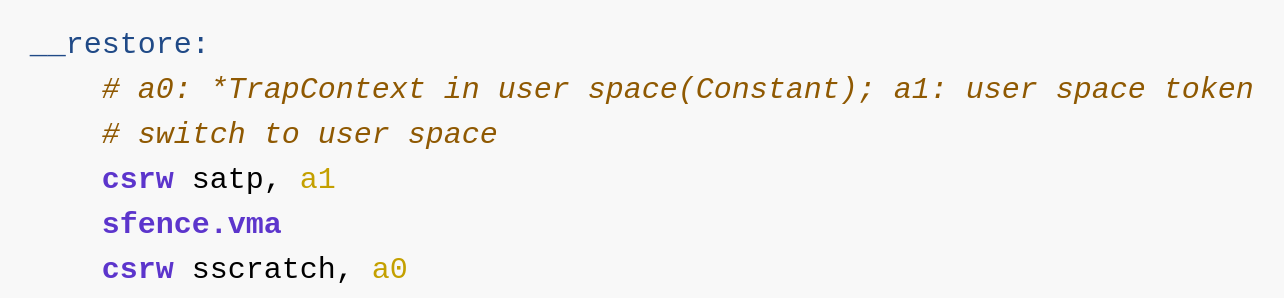 __restore:
    # a0: *TrapContext in user space(Constant); a1: user space token
    # switch to user space
    csrw satp, a1
    sfence.vma
    csrw sscratch, a0